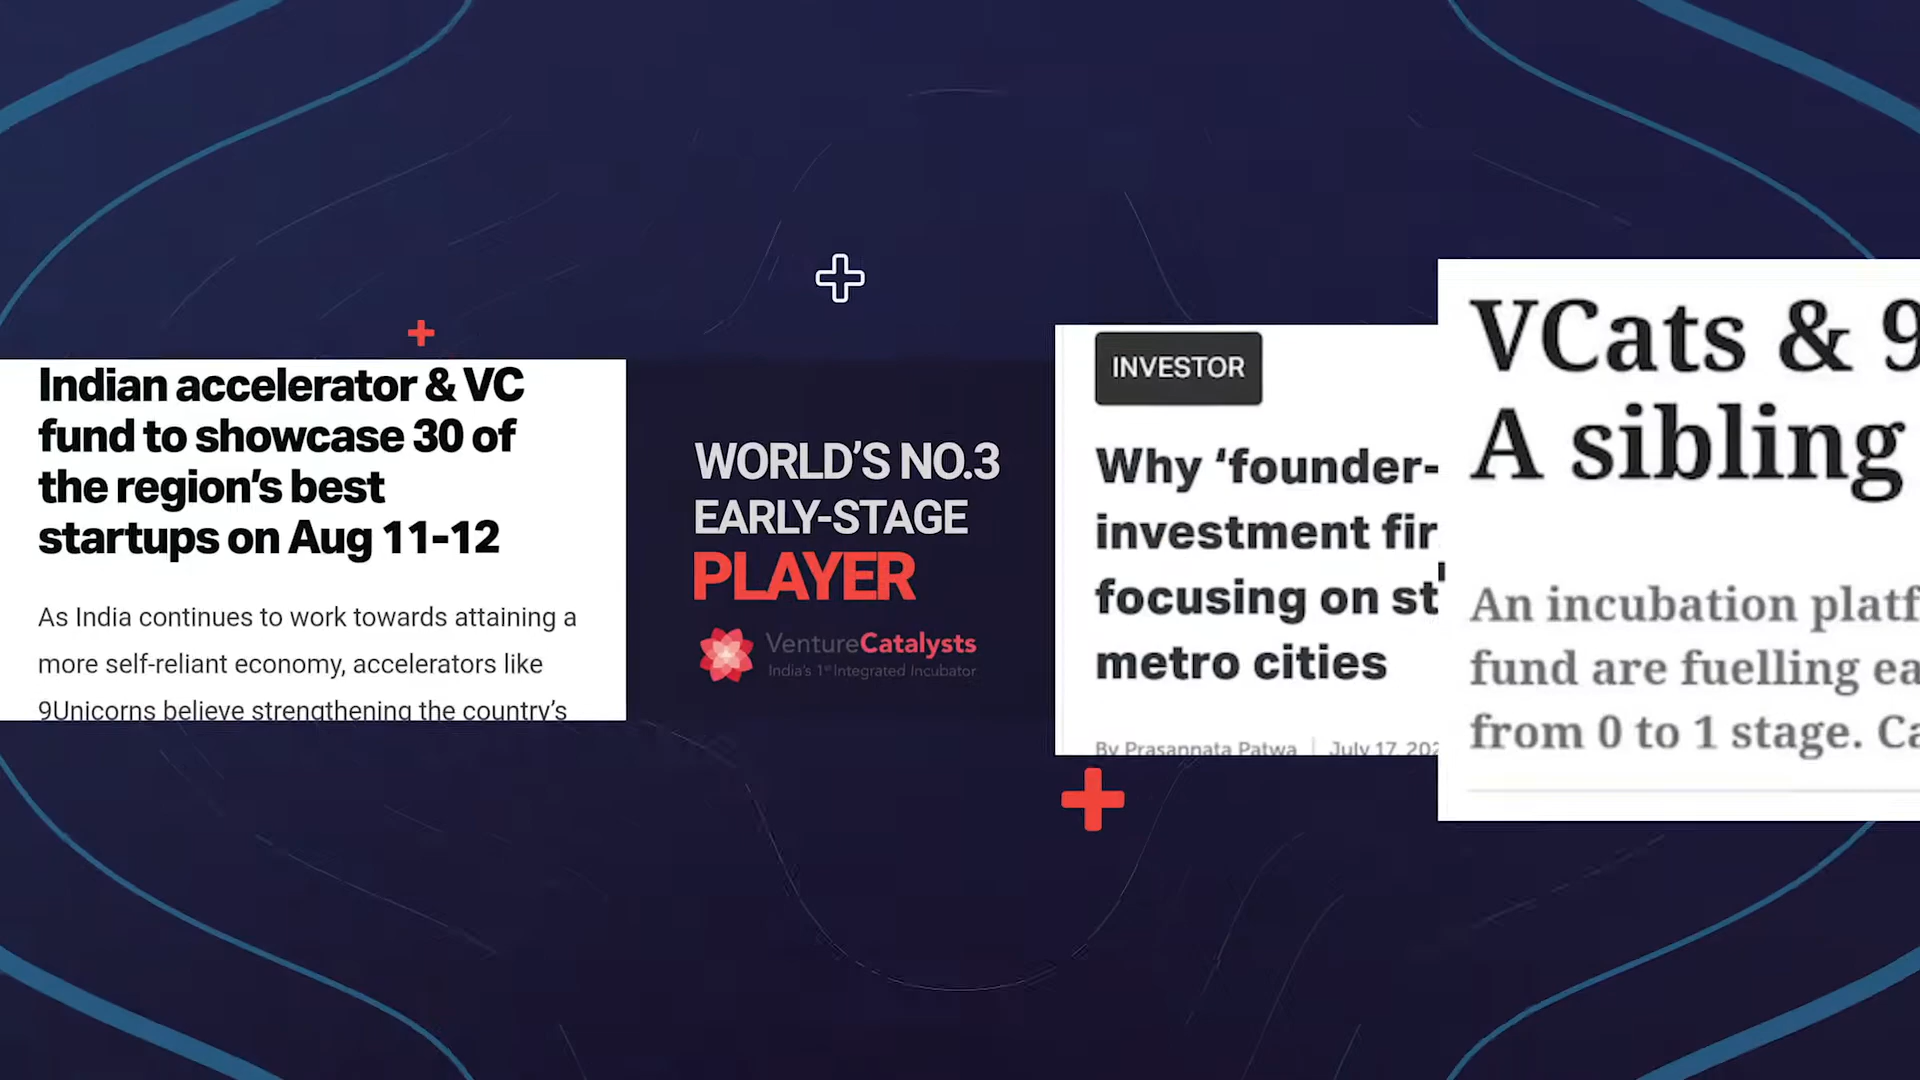 Indian accelerator & VC
fund to showcase 30 of
the region's best
startups on Aug 11-12
As India continues to work towards attaining a
more self-reliant economy, accelerators like
9Unicorns believe strengthening the country's
WORLD'S NO.3
EARLY-STAGE
PLAYER
VentureCatalysts
India's 1st Integrated Incubator
INVESTOR
Why ‘founder-
investment fir
focusing on st
metro cities
By Prasannata Patwa | July 17, 202
VCats & 9
A sibling
An incubation platf
fund are fuelling ea
from 0 to 1 stage. Ca